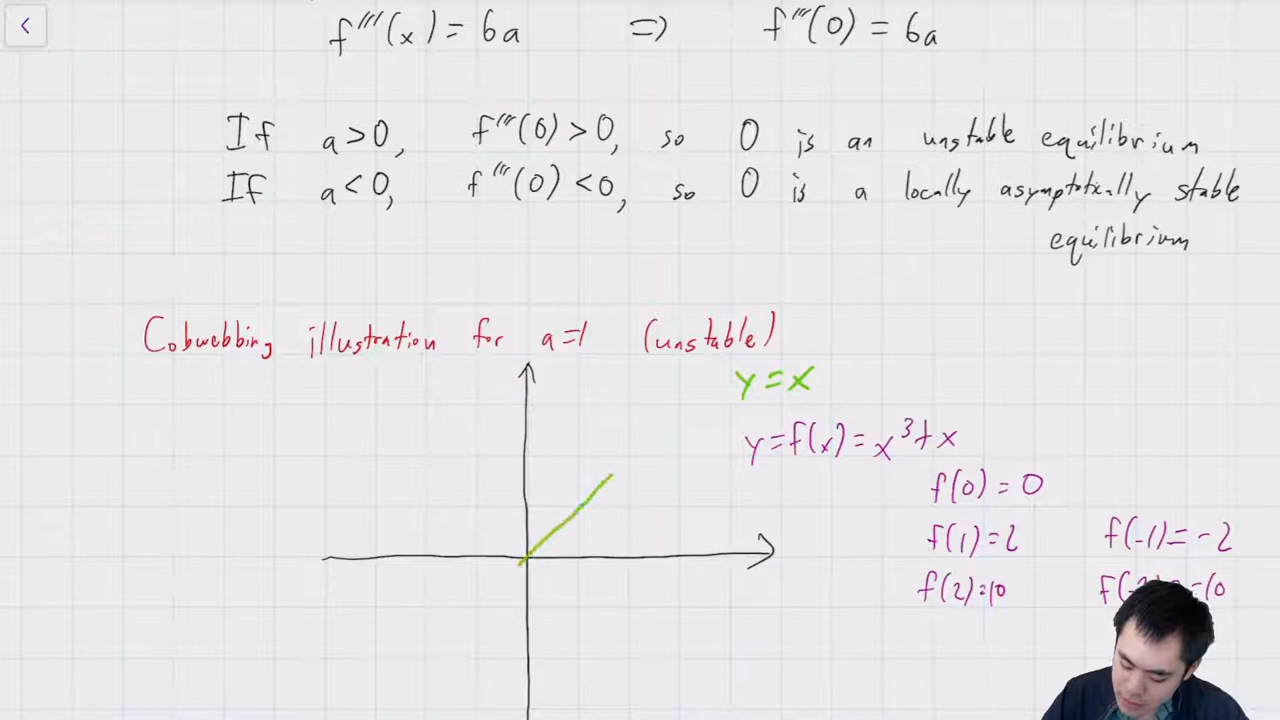 f'''(x) = 6a ⇒ f'''(0) = 6a
If a>0, f'''(0) > 0, so 0 is an unstable equilibrium
If a<0, f'''(0) <0, so 0 is a locally asymptotically stable
equilibrium
Cobwebbing illustration for a=1 (unstable)
y=x
y=f(x)=x³+x
f(0)=0
f(1)=2 f(-1)=-2
f(2)=10